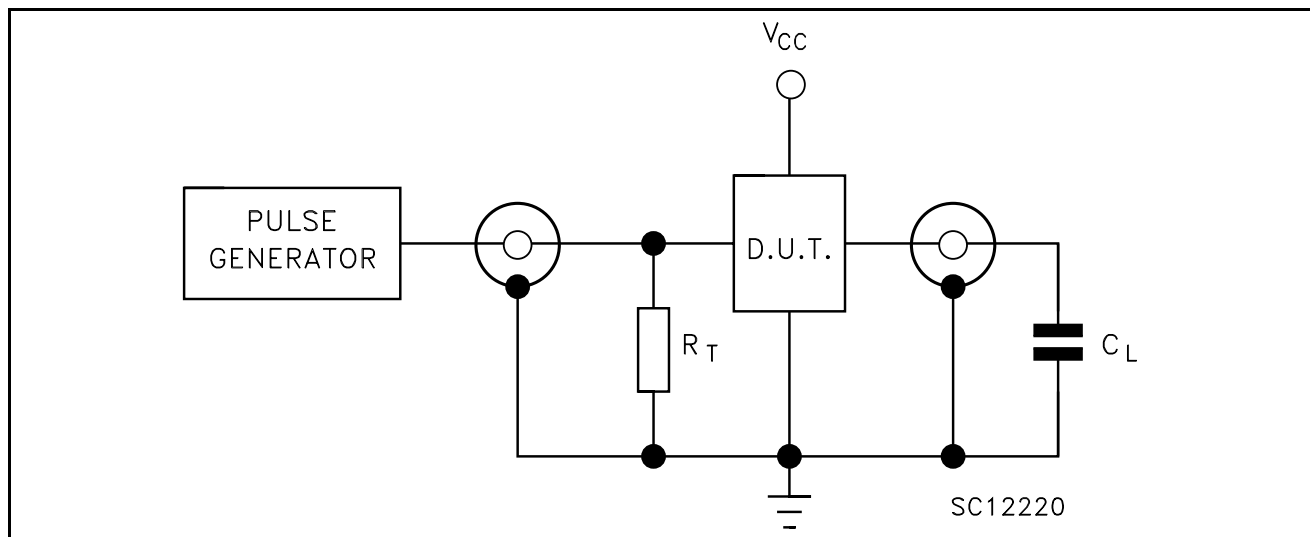 VCC
PULSE
GENERATOR
D.U.T.
RT
CL
SC12220